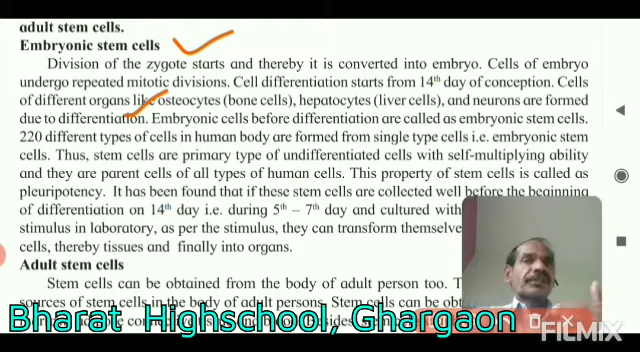 adult stem cells.
Embryonic stem cells
Division of the zygote starts and thereby it is converted into embryo. Cells of embryo
undergo repeated mitotic divisions. Cell differentiation starts from 14th day of conception. Cells
of different organs like osteocytes (bone cells), hepatocytes (liver cells), and neurons are formed
due to differentiation. Embryonic cells before differentiation are called as embryonic stem cells.
220 different types of cells in human body are formed from single type cells i.e. embryonic stem
cells. Thus, stem cells are primary type of undifferentiated cells with self-multiplying ability
and they are parent cells of all types of human cells. This property of stem cells is called as
pleuripotency. It has been found that if these stem cells are collected well before the beginning
of differentiation on 14th day i.e. during 5th – 7th day and cultured with
stimulus in laboratory, as per the stimulus, they can transform themselve
cells, thereby tissues and finally into organs.
Adult stem cells
Stem cells can be obtained from the body of adult person too. T
sources of stem cells in the body of adult persons. Stem cells can be obt
Bharat Highschool, Ghargaon
FILMIX